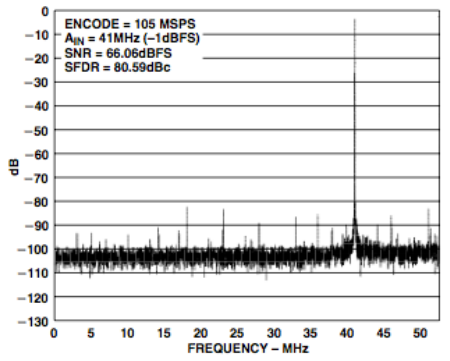 ENCODE = 105 MSPS
AIN = 41MHz (–1dBFS)
SNR = 66.06dBFS
SFDR = 80.59dBc
dB
0
–10
–20
–30
–40
–50
–60
–70
–80
–90
–100
–110
–120
–130
0 5 10 15 20 25 30 35 40 45 50
FREQUENCY – MHz